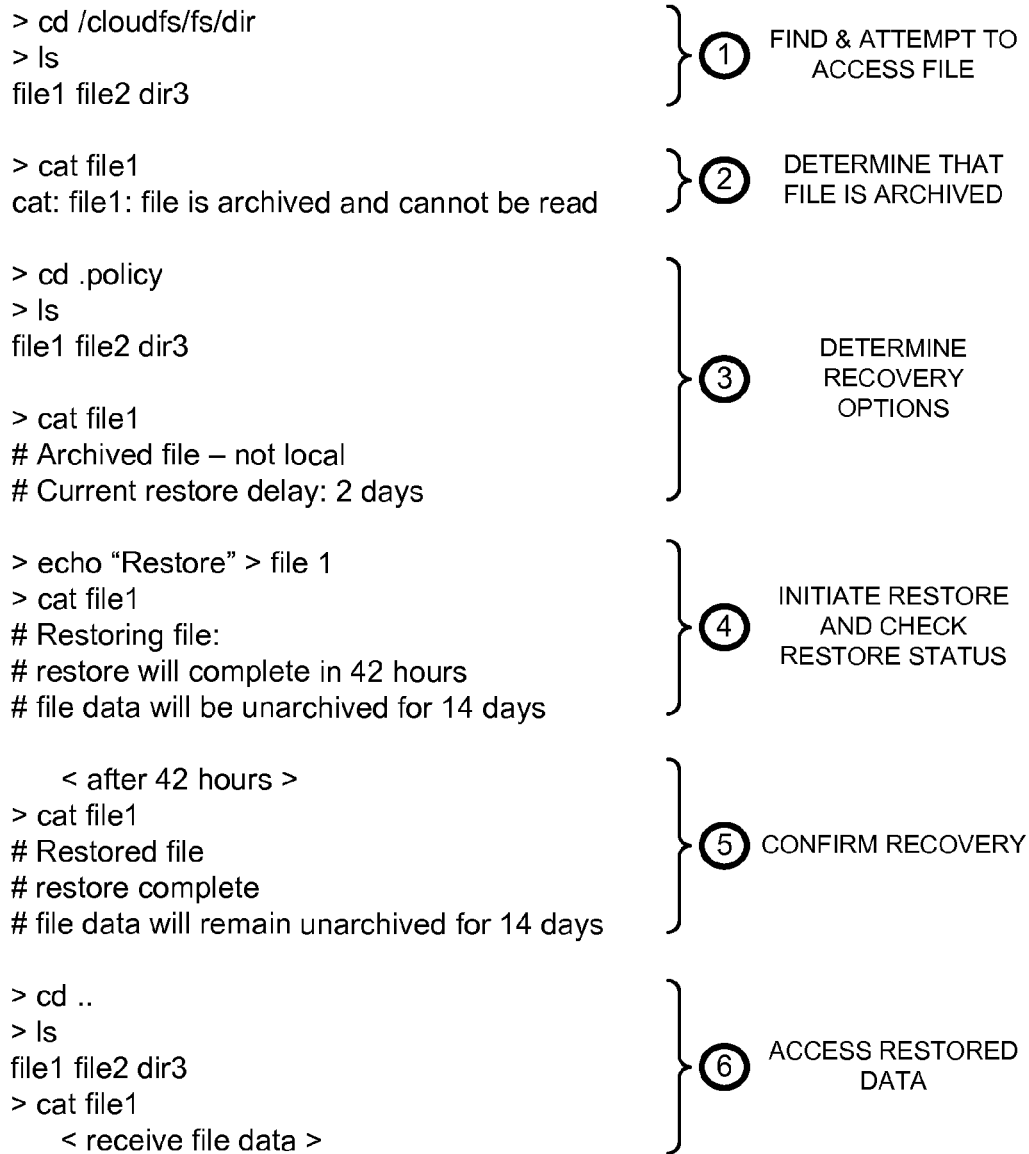 > cd /cloudfs/fs/dir
> ls
file1 file2 dir3
1
FIND & ATTEMPT TO
ACCESS FILE
> cat file1
cat: file1: file is archived and cannot be read
2
DETERMINE THAT
FILE IS ARCHIVED
> cd .policy
> ls
file1 file2 dir3
> cat file1
# Archived file – not local
# Current restore delay: 2 days
3
DETERMINE
RECOVERY
OPTIONS
> echo “Restore” > file 1
> cat file1
# Restoring file:
# restore will complete in 42 hours
# file data will be unarchived for 14 days
4
INITIATE RESTORE
AND CHECK
RESTORE STATUS
< after 42 hours >
> cat file1
# Restored file
# restore complete
# file data will remain unarchived for 14 days
5
CONFIRM RECOVERY
> cd ..
> ls
file1 file2 dir3
> cat file1
< receive file data >
6
ACCESS RESTORED
DATA